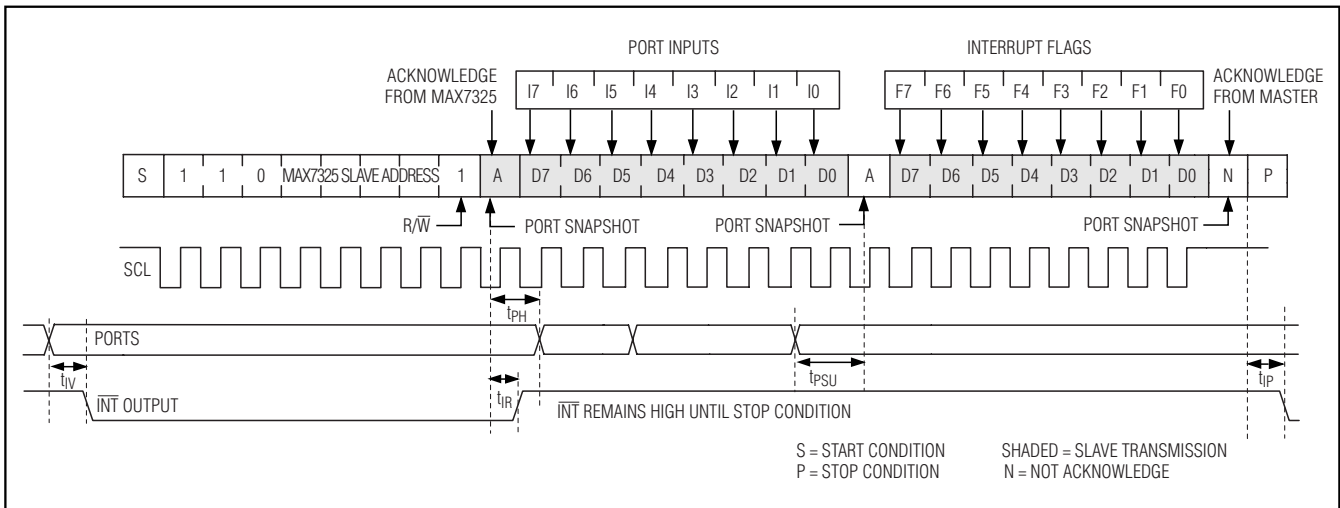 PORT INPUTS INTERRUPT FLAGS
ACKNOWLEDGE FROM MAX7325
I7 I6 I5 I4 I3 I2 I1 I0
F7 F6 F5 F4 F3 F2 F1 F0
ACKNOWLEDGE FROM MASTER
S 1 1 0 MAX7325 SLAVE ADDRESS 1 A D7 D6 D5 D4 D3 D2 D1 D0 A D7 D6 D5 D4 D3 D2 D1 D0 N P
R/W̅ PORT SNAPSHOT PORT SNAPSHOT PORT SNAPSHOT
SCL
tPH
PORTS
tIV tIR tPSU tIP
I̅N̅T̅ OUTPUT I̅N̅T̅ REMAINS HIGH UNTIL STOP CONDITION
S = START CONDITION SHADED = SLAVE TRANSMISSION
P = STOP CONDITION N = NOT ACKNOWLEDGE